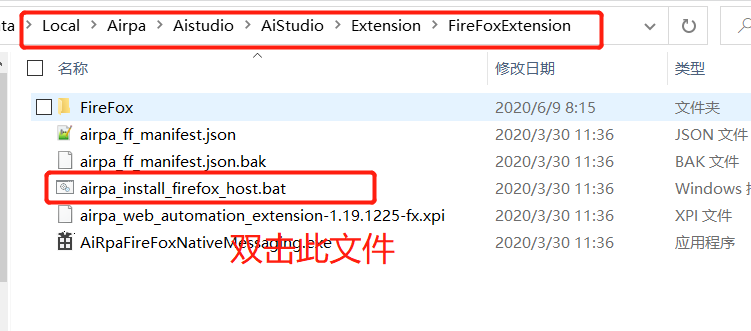 ata › Local › Airpa › Aistudio › AiStudio › Extension › FireFoxExtension
名称 修改日期 类型
FireFox 2020/6/9 8:15 文件夹
airpa_ff_manifest.json 2020/3/30 11:36 JSON 文件
airpa_ff_manifest.json.bak 2020/3/30 11:36 BAK 文件
airpa_install_firefox_host.bat 2020/3/30 11:36 Windows
airpa_web_automation_extension-1.19.1225-fx.xpi 2020/3/30 11:36 XPI 文件
AiRpaFireFoxNativeMessaging.exe 2020/3/30 11:36 应用程序
双击此文件